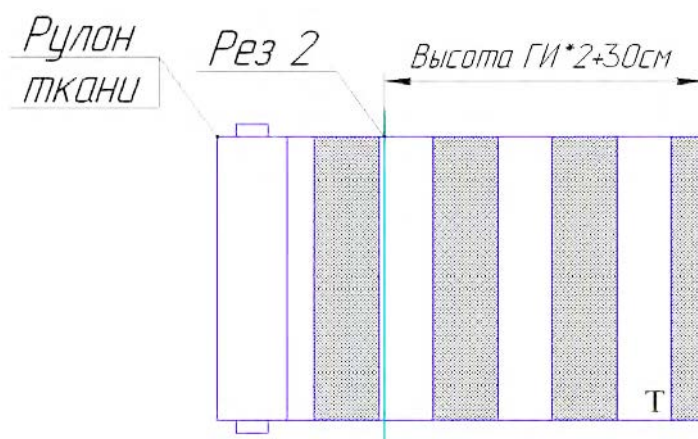 Рулон
ткани
Рез 2
Высота ГИ*2+30см
Т